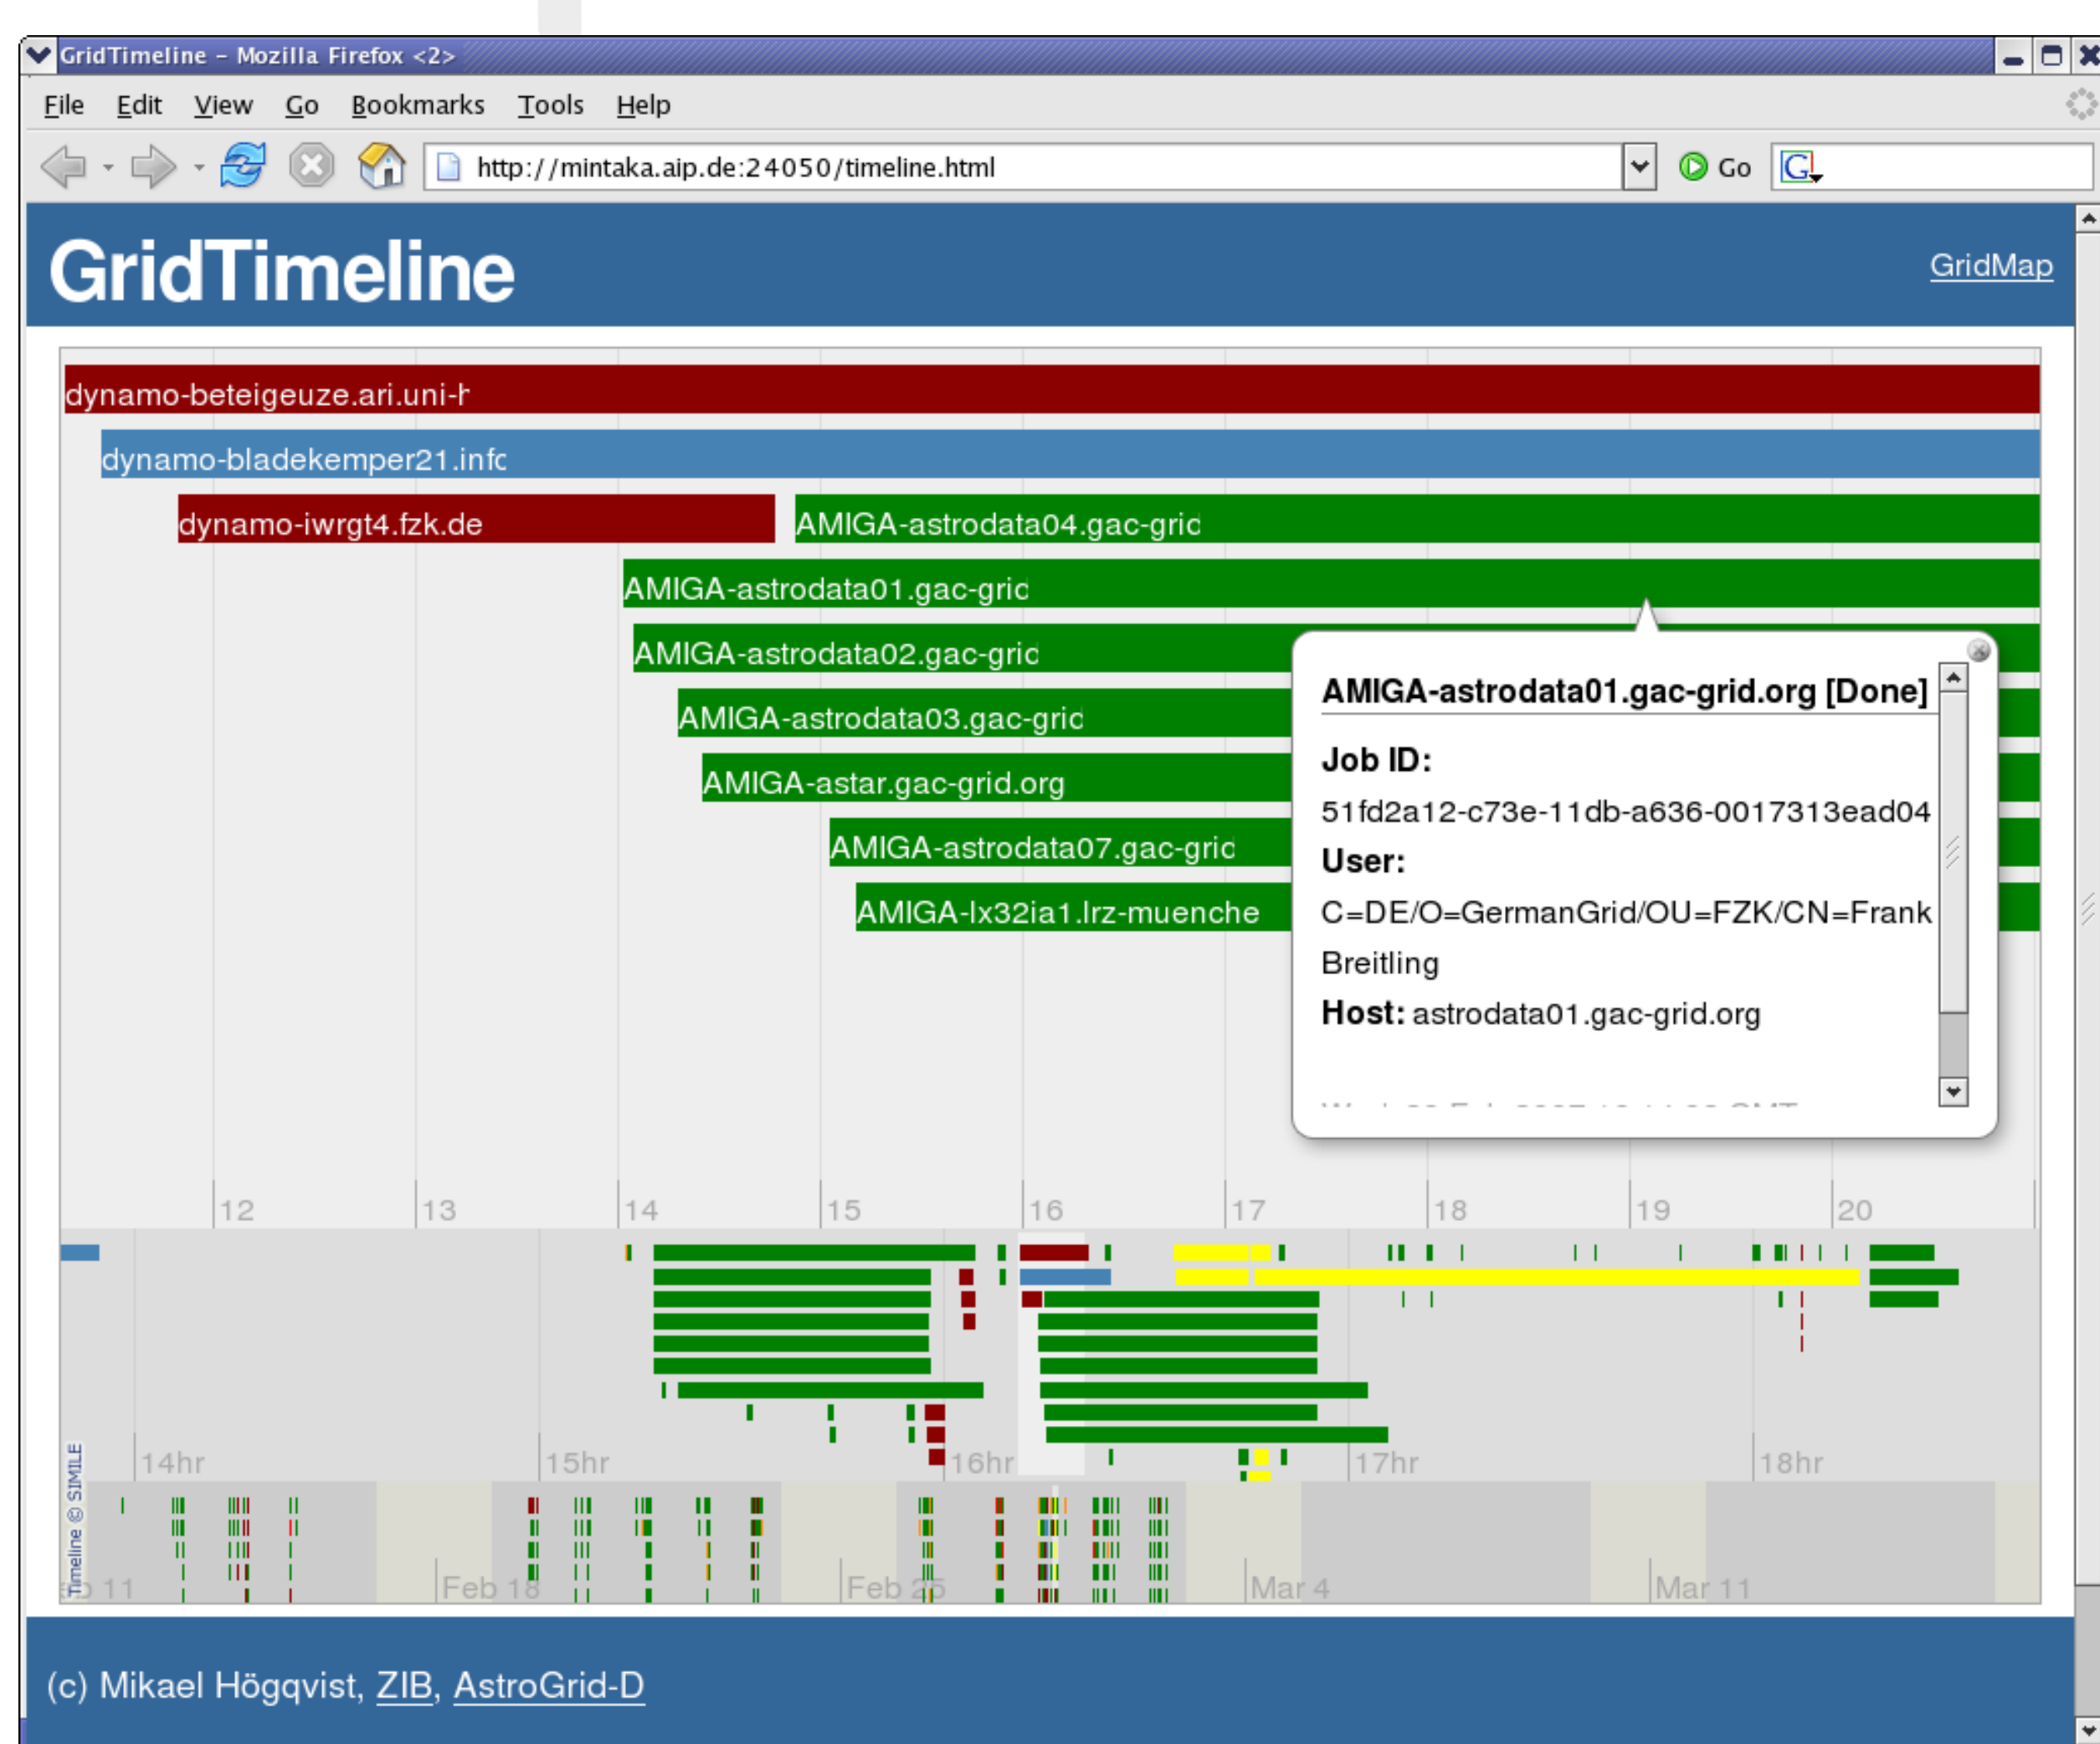 GridTimeline - Mozilla Firefox <2>
File Edit View Go Bookmarks Tools Help
http://mintaka.aip.de:24050/timeline.html
Go
G
GridTimeline
GridMap
dynamo-beteigeuze.ari.uni-h
dynamo-bladekemper21.info
dynamo-iwrgt4.fzk.de
AMIGA-astrodata04.gac-grid
AMIGA-astrodata01.gac-grid
AMIGA-astrodata02.gac-grid
AMIGA-astrodata03.gac-grid
AMIGA-astar.gac-grid.org
AMIGA-astrodata07.gac-grid
AMIGA-lx32ia1.lrz-muenche
AMIGA-astrodata01.gac-grid.org [Done]
Job ID:
51fd2a12-c73e-11db-a636-0017313ead04
User:
C=DE/O=GermanGrid/OU=FZK/CN=Frank
Breitling
Host: astrodata01.gac-grid.org
12 13 14 15 16 17 18 19 20
14hr 15hr 16hr 17hr 18hr
Timeline © SIMILE
eb 11 Feb 18 Feb 25 Mar 4 Mar 11
(c) Mikael Högqvist, ZIB, AstroGrid-D